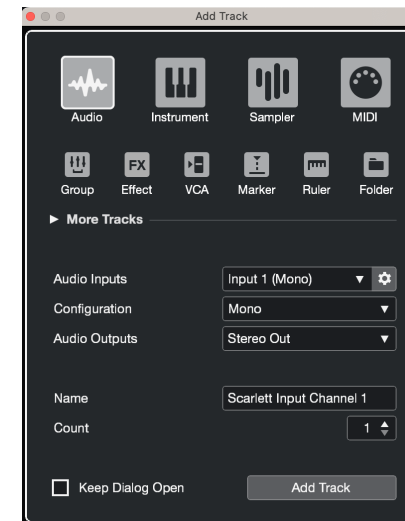 Add Track
Audio Instrument Sampler MIDI
FX
Group Effect VCA Marker Ruler Folder
▶ More Tracks
Audio Inputs Input 1 (Mono) ▼
Configuration Mono ▼
Audio Outputs Stereo Out ▼
Name Scarlett Input Channel 1
Count 1
Keep Dialog Open Add Track